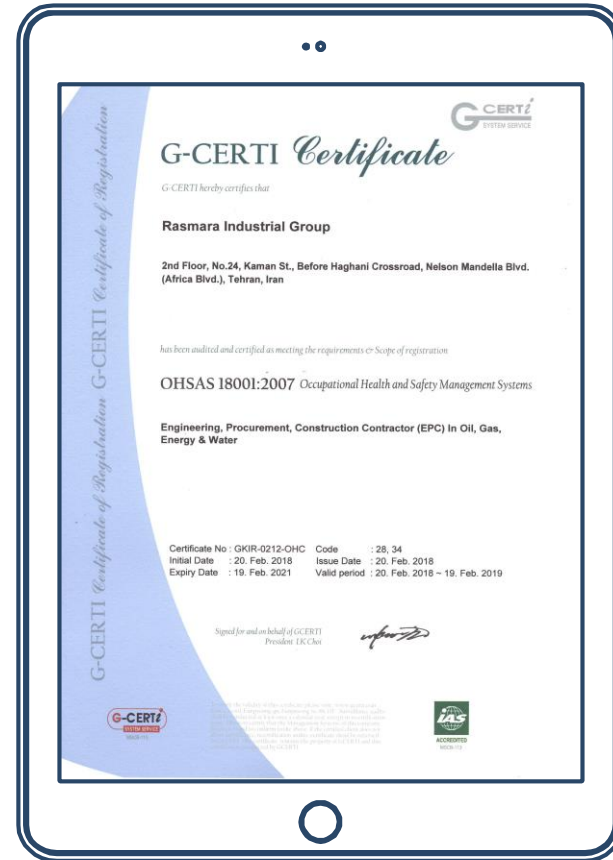 G CERTi
SYSTEM SERVICE
G-CERTI Certificate
G-CERTI hereby certifies that
Rasmara Industrial Group
2nd Floor, No.24, Kaman St., Before Haghani Crossroad, Nelson Mandella Blvd.
(Africa Blvd.), Tehran, Iran
has been audited and certified as meeting the requirements & Scope of registration
OHSAS 18001:2007 Occupational Health and Safety Management Systems
Engineering, Procurement, Construction Contractor (EPC) In Oil, Gas,
Energy & Water
Certificate No : GKIR-0212-OHC Code : 28, 34
Initial Date : 20. Feb. 2018 Issue Date : 20. Feb. 2018
Expiry Date : 19. Feb. 2021 Valid period : 20. Feb. 2018 ~ 19. Feb. 2019
Signed for and on behalf of GCERTI
President I.K Choi
G-CERTI Certificate of Registration G-CERTI Certificate of Registration
G-CERTi
SYSTEM SERVICE
IAS
ACCREDITED